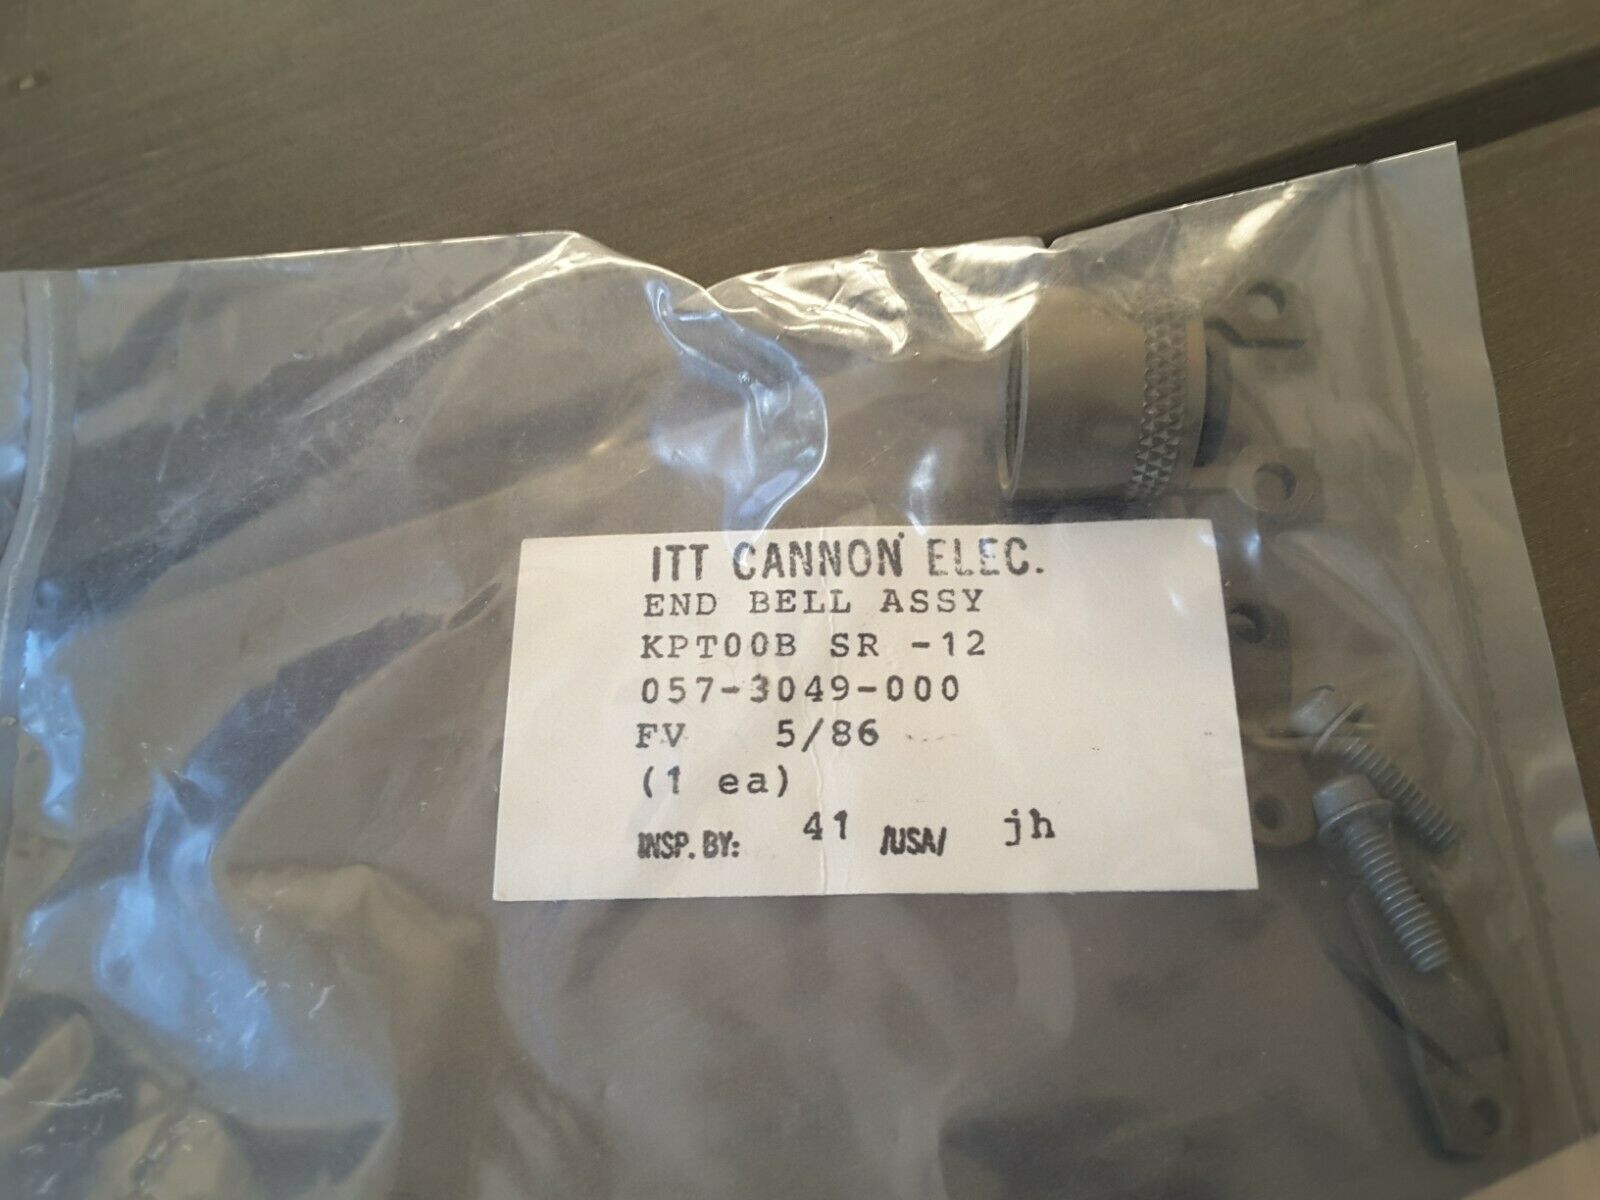 ITT CANNON ELEC.
END BELL ASSY
KPT00B SR -12
057-3049-000
FV 5/86
(1 ea)
INSP. BY: 41 /USA/ jh